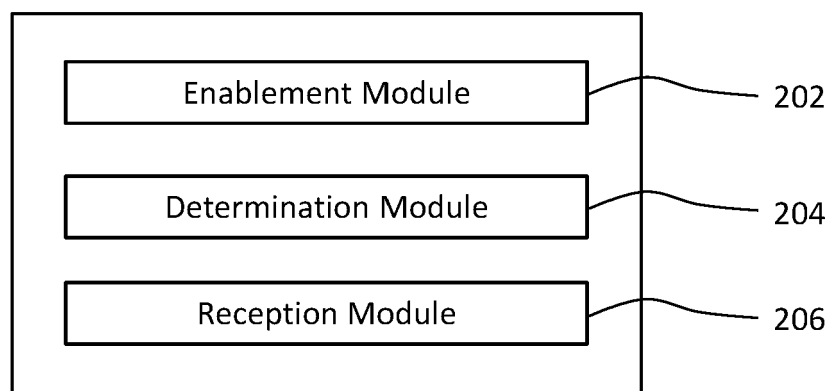 Enablement Module 202
Determination Module 204
Reception Module 206